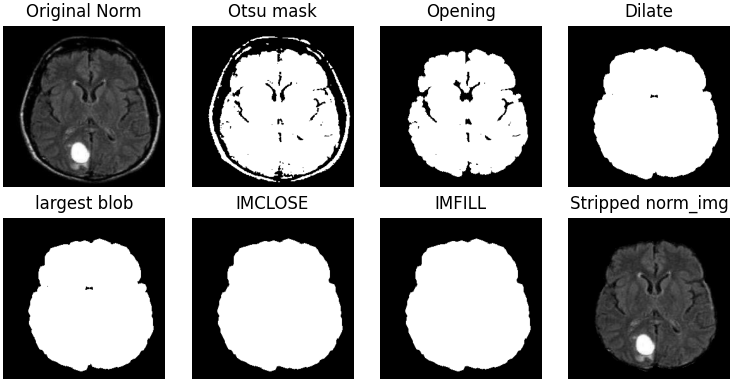 Original Norm
Otsu mask
Opening
Dilate
largest blob
IMCLOSE
IMFILL
Stripped norm_img